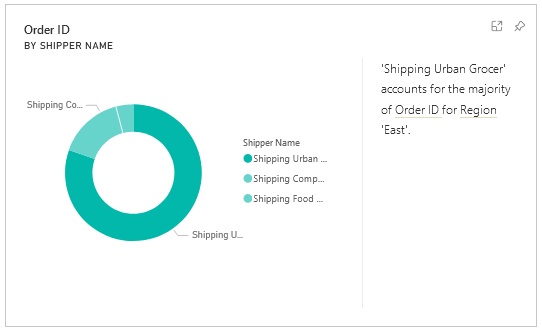 Order ID
BY SHIPPER NAME
'Shipping Urban Grocer'
accounts for the majority
of Order ID for Region
'East'.
Shipping Co...
Shipper Name
Shipping Urban ...
Shipping Comp...
Shipping Food ...
Shipping U...